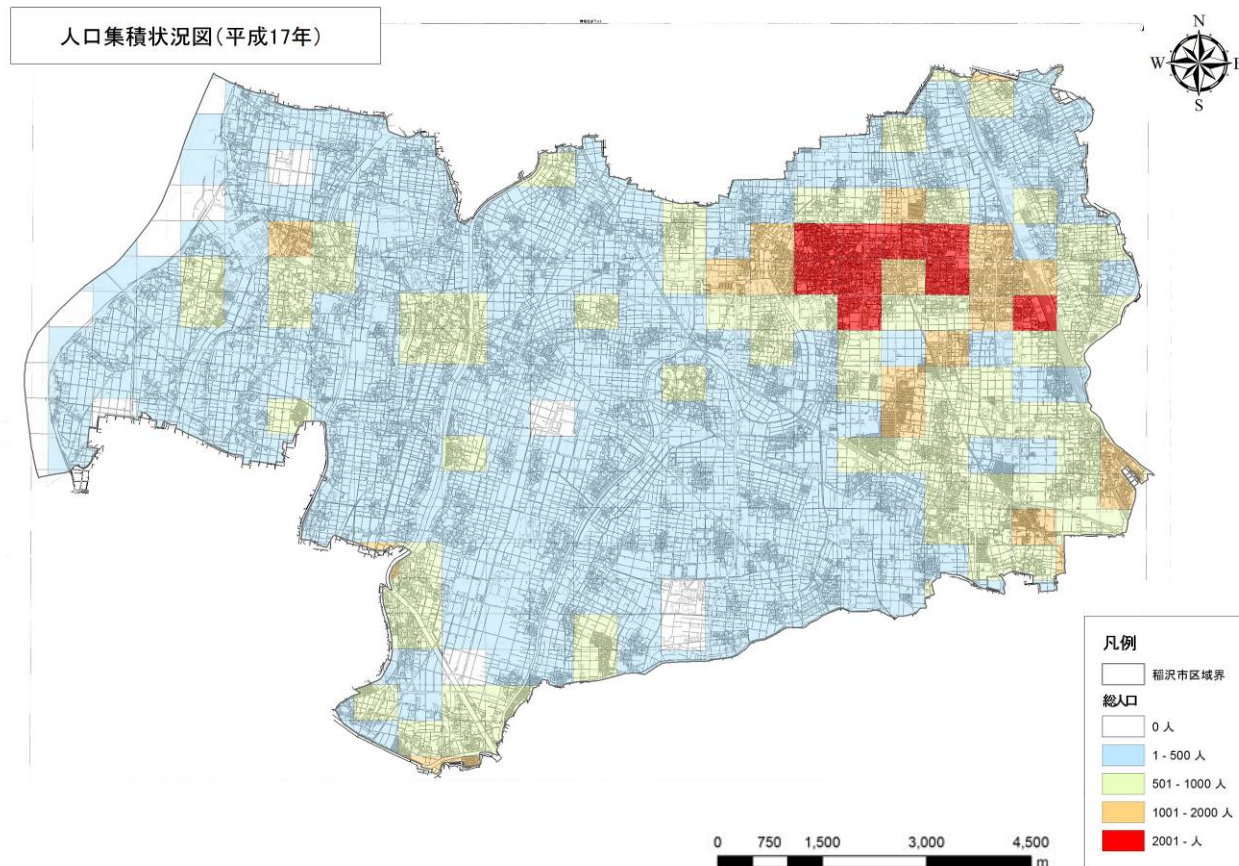 人口集積状況図(平成17年)
N
W E
S
凡例
稲沢市区域界
総人口
0 人
1 - 500 人
501 - 1000 人
1001 - 2000 人
2001 - 人
0 750 1,500 3,000 4,500
m